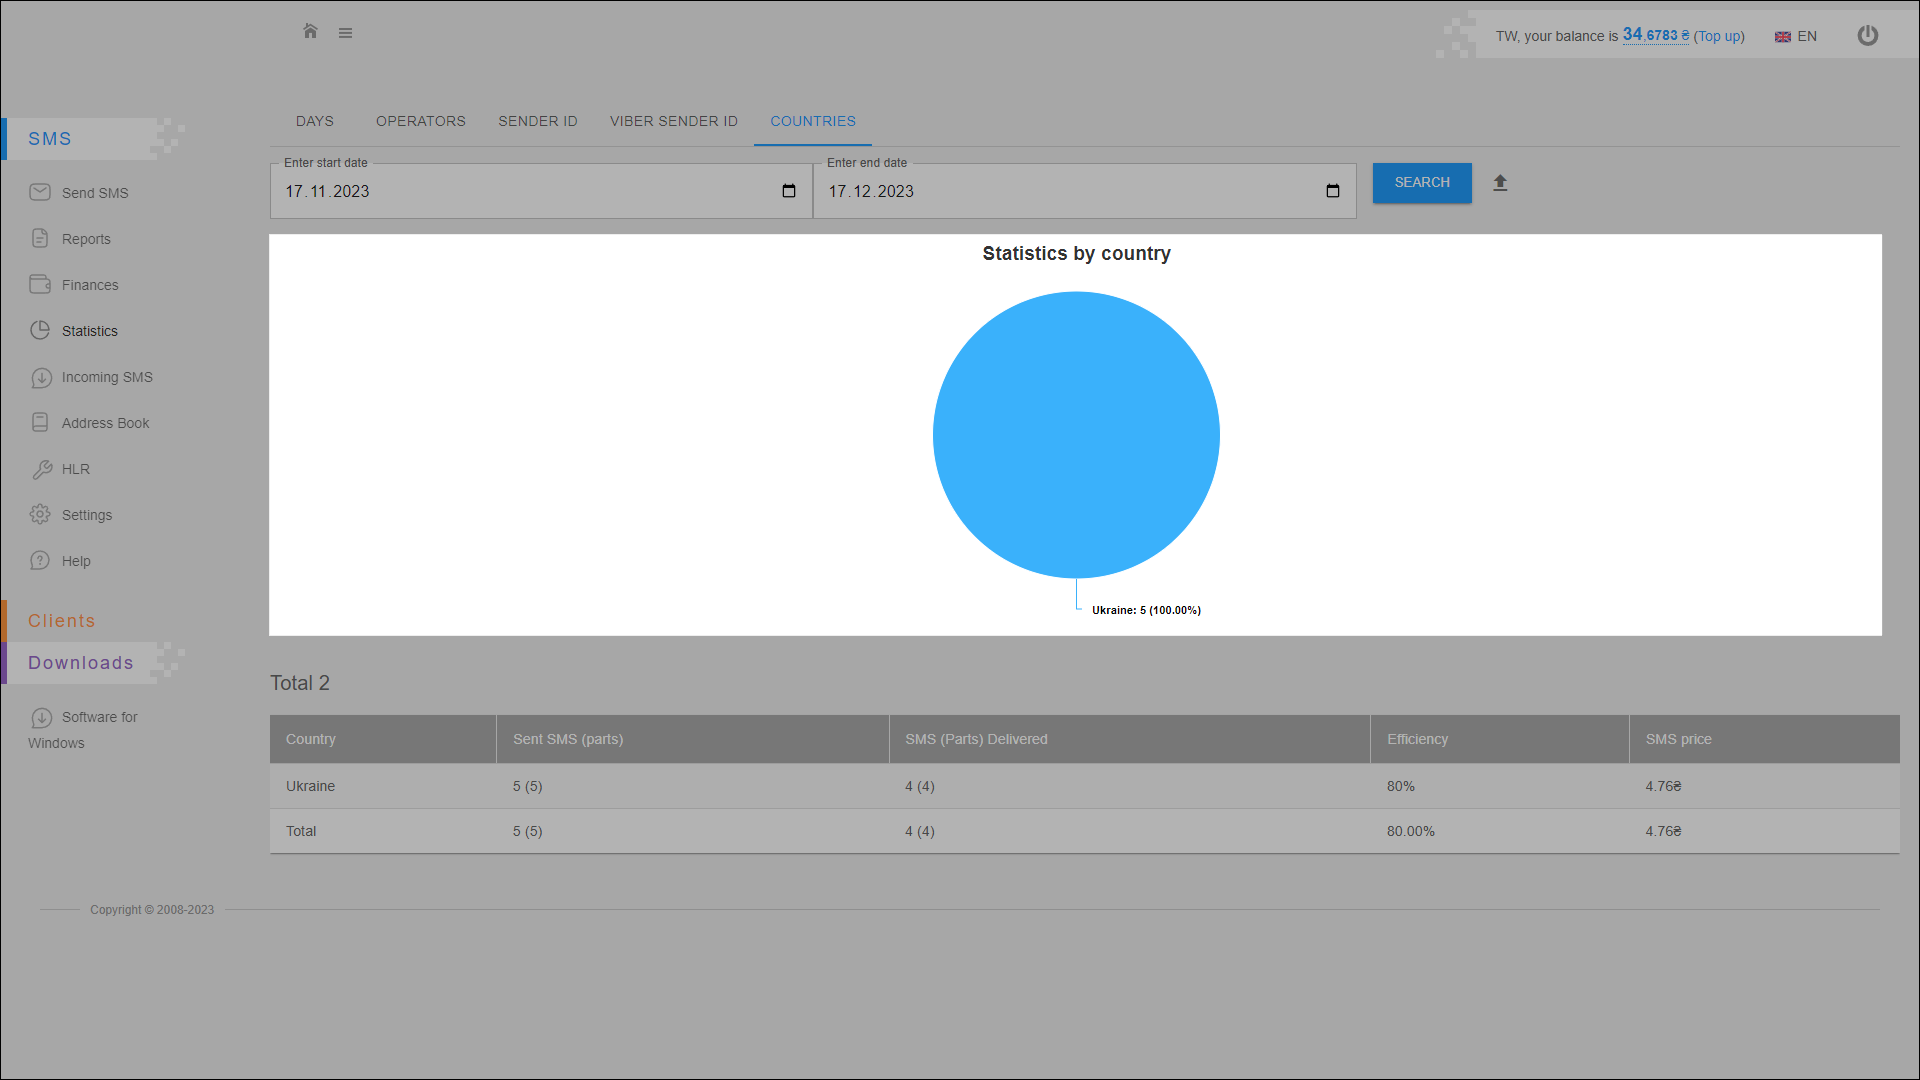 TW, your balance is 34,6783 ₴ (Top up)
EN
SMS
Send SMS
Reports
Finances
Statistics
Incoming SMS
Address Book
HLR
Settings
Help
Clients
Downloads
Software for
Windows
DAYS OPERATORS SENDER ID VIBER SENDER ID COUNTRIES
Enter start date
17.11.2023
Enter end date
17.12.2023
SEARCH
Statistics by country
Ukraine: 5 (100.00%)
Total 2
Country Sent SMS (parts) SMS (Parts) Delivered Efficiency SMS price
Ukraine 5 (5) 4 (4) 80% 4.76₴
Total 5 (5) 4 (4) 80.00% 4.76₴
Copyright © 2008-2023